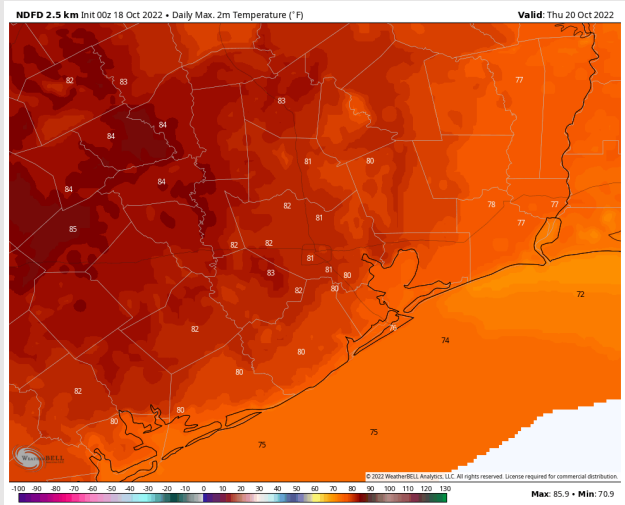 NDFD 2.5 km Init 00z 18 Oct 2022 • Daily Max. 2m Temperature (°F) Valid: Thu 20 Oct 2022
82 83 77
83
84
84
81 80
84 84
82 78 77
85 81 77
82 82
81
83 81 80
82 80 72
82 76
80 74
80
82
80 80
75 75
WeatherBELL
© 2022 WeatherBELL Analytics, LLC. All rights reserved. License required for commercial distribution.
-100 -90 -80 -70 -60 -50 -40 -30 -20 -10 0 10 20 30 40 50 60 70 80 90 100 110 120 130
Max: 85.9 • Min: 70.9